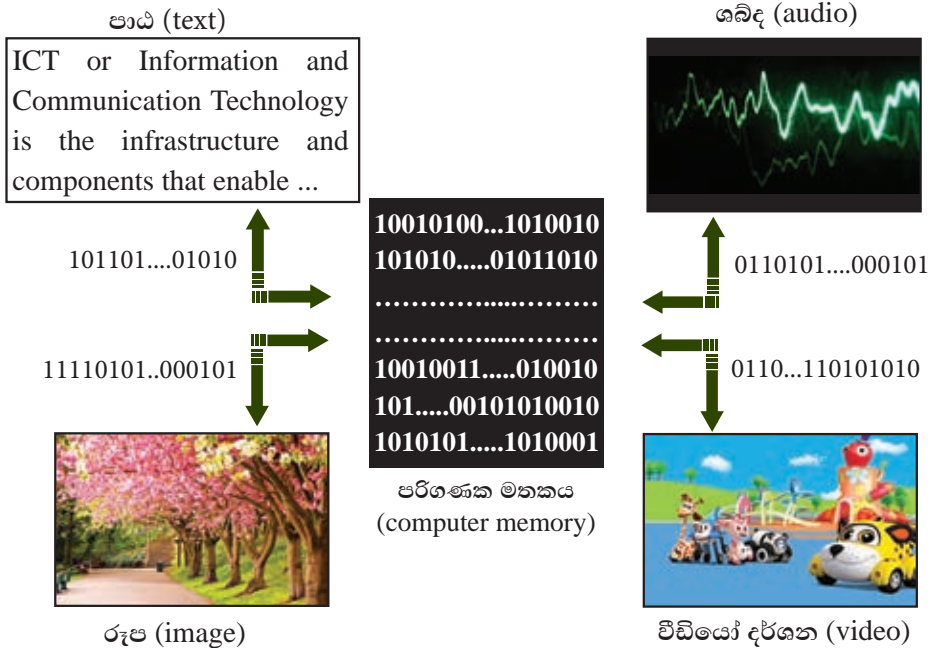 පාඨ (text)
ICT or Information and
Communication Technology
is the infrastructure and
components that enable ...
ශබ්ද (audio)
101101....01010
11110101..000101
10010100...1010010
101010.....01011010
………….....………
………….....………
10010011.....010010
101.....00101010010
1010101.....1010001
පරිගණක මතකය
(computer memory)
0110101....000101
0110...110101010
රූප (image)
වීඩියෝ දර්ශන (video)